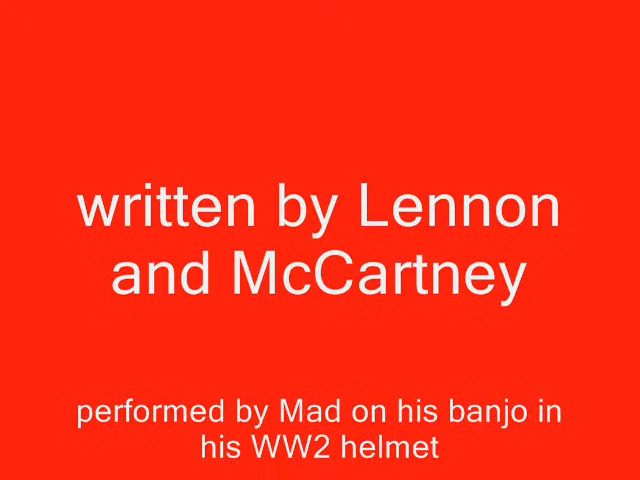 written by Lennon
and McCartney
performed by Mad on his banjo in
his WW2 helmet